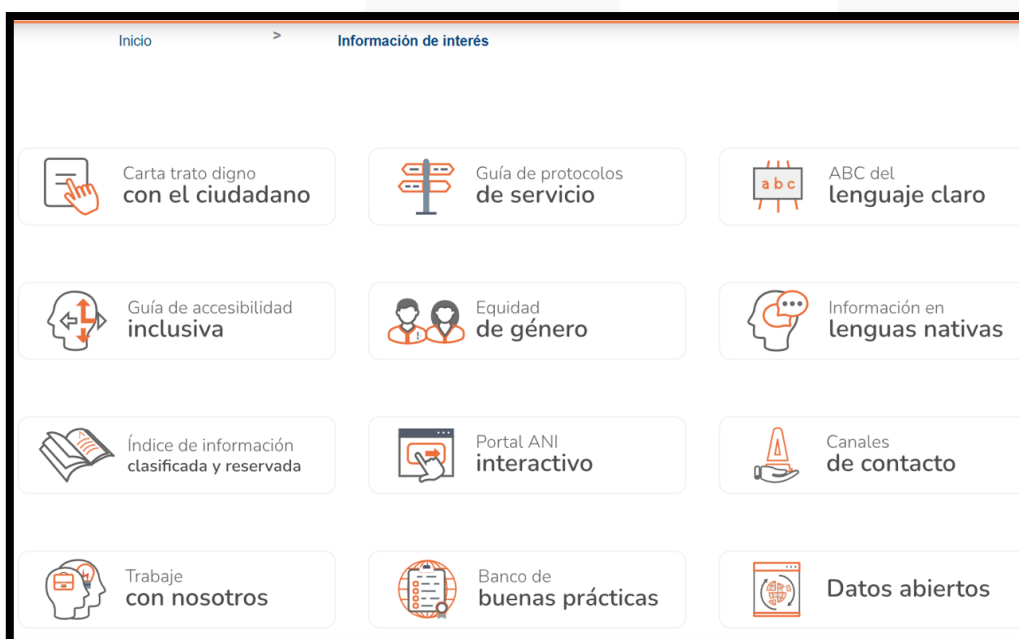 Inicio > Información de interés
Carta trato digno
con el ciudadano
Guía de protocolos
de servicio
a b c
ABC del
lenguaje claro
Guía de accesibilidad
inclusiva
Equidad
de género
Información en
lenguas nativas
Índice de información
clasificada y reservada
Portal ANI
interactivo
Canales
de contacto
Trabaje
con nosotros
Banco de
buenas prácticas
Datos abiertos